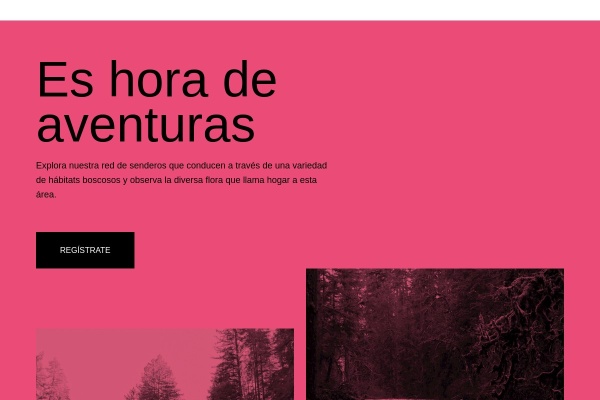 Es hora de
aventuras
Explora nuestra red de senderos que conducen a través de una variedad
de hábitats boscosos y observa la diversa flora que llama hogar a esta
área.
REGÍSTRATE